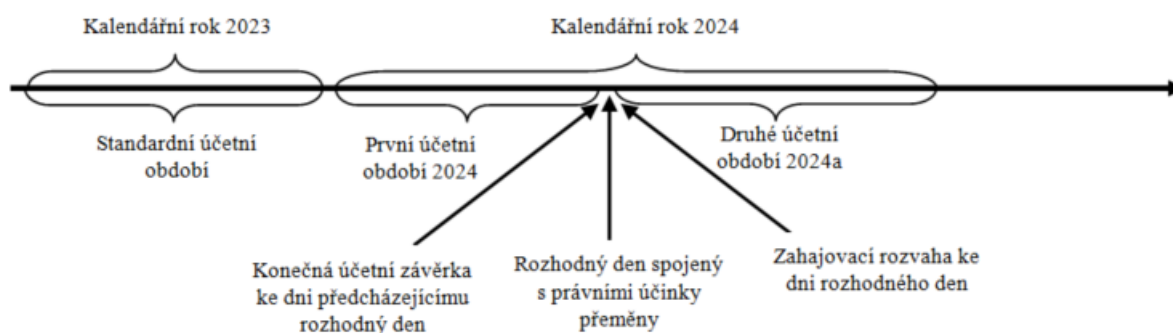 Kalendářní rok 2023
Kalendářní rok 2024
Standardní účetní
období
První účetní
období 2024
Druhé účetní
období 2024a
Konečná účetní závěrka
ke dni předcházejícímu
rozhodný den
Rozhodný den spojený
s právními účinky
přeměny
Zahajovací rozvaha ke
dni rozhodného den